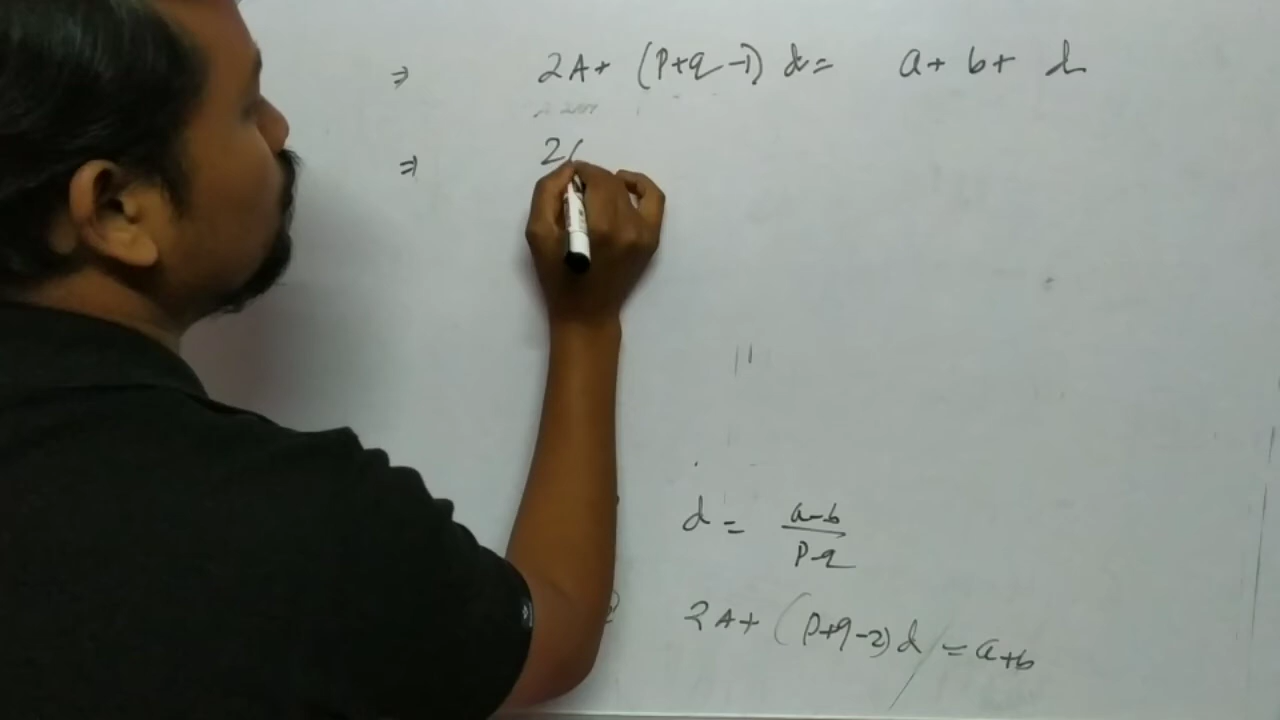 ⇒ 2A+ (P+q-1) d= a+ b+ d
⇒ 2(
d = a-b / p-q
2A+ (p+q-2)d = a+b